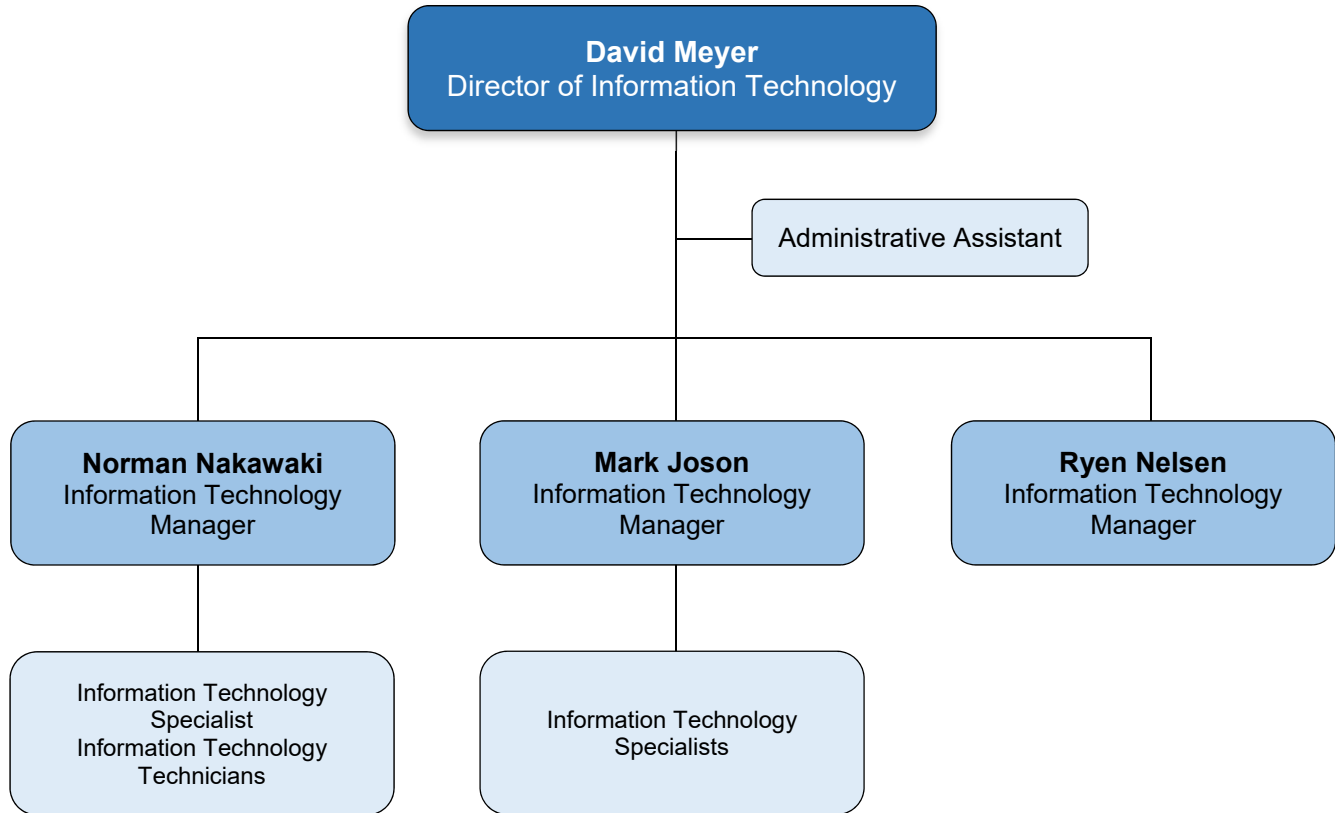 David Meyer
Director of Information Technology
Administrative Assistant
Norman Nakawaki
Information Technology
Manager
Mark Joson
Information Technology
Manager
Ryen Nelsen
Information Technology
Manager
Information Technology
Specialist
Information Technology
Technicians
Information Technology
Specialists